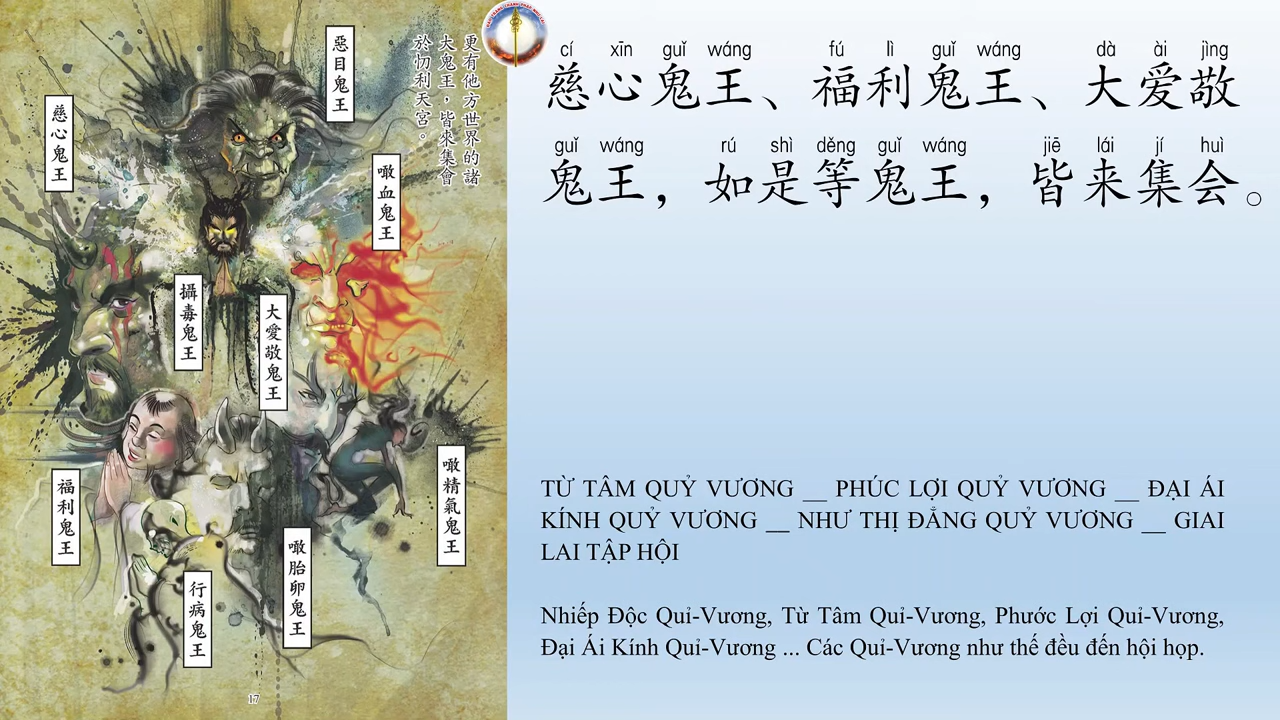 惡目鬼王
更有他方世界的諸
大鬼王，皆來集會
於忉利天宮。
慈心鬼王
噉血鬼王
攝毒鬼王
大愛敬鬼王
福利鬼王
噉精氣鬼王
噉胎卵鬼王
行病鬼王
17
cí xīn guǐ wáng fú lì guǐ wáng dà ài jìng
慈心鬼王、福利鬼王、大爱敬
guǐ wáng rú shì děng guǐ wáng jiē lái jí huì
鬼王，如是等鬼王，皆来集会。
TỪ TÂM QUỶ VƯƠNG __ PHÚC LỢI QUỶ VƯƠNG __ ĐẠI ÁI
KÍNH QUỶ VƯƠNG __ NHƯ THỊ ĐẲNG QUỶ VƯƠNG __ GIAI
LAI TẬP HỘI
Nhiếp Độc Quỉ-Vương, Từ Tâm Quỉ-Vương, Phước Lợi Quỉ-Vương,
Đại Ái Kính Quỉ-Vương ... Các Quỉ-Vương như thế đều đến hội họp.